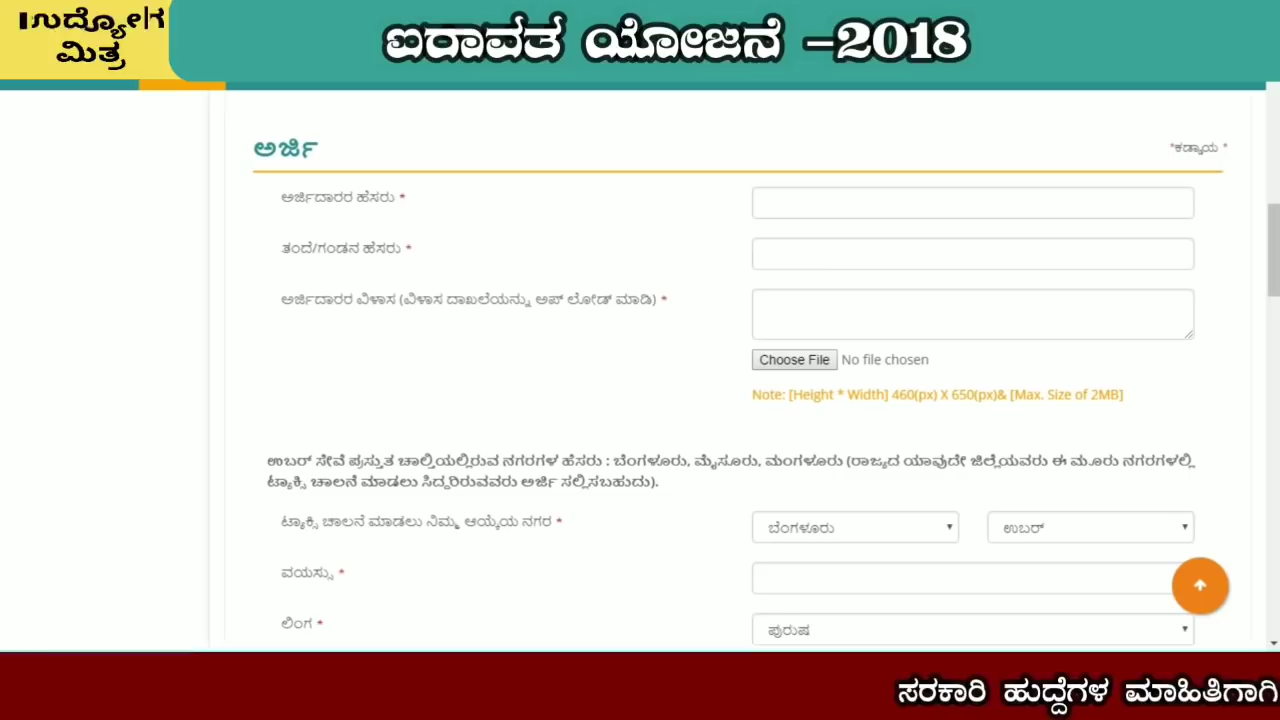 ಉದ್ಯೋಗ
ಮಿತ್ರ
ಐರಾವತ ಯೋಜನೆ -2018
ಅರ್ಜಿ
*ಕಡ್ಡಾಯ *
ಅರ್ಜಿದಾರರ ಹೆಸರು *
ತಂದೆ/ಗಂಡನ ಹೆಸರು *
ಅರ್ಜಿದಾರರ ವಿಳಾಸ (ವಿಳಾಸ ದಾಖಲೆಯನ್ನು ಅಪ್ ಲೋಡ್ ಮಾಡಿ) *
Choose File No file chosen
Note: [Height * Width] 460(px) X 650(px)& [Max. Size of 2MB]
ಉಬರ್ ಸೇವೆ ಪ್ರಸ್ತುತ ಚಾಲ್ತಿಯಲ್ಲಿರುವ ನಗರಗಳ ಹೆಸರು : ಬೆಂಗಳೂರು, ಮೈಸೂರು, ಮಂಗಳೂರು (ರಾಜ್ಯದ ಯಾವುದೇ ಜಿಲ್ಲೆಯವರು ಈ ಮೂರು ನಗರಗಳಲ್ಲಿ
ಟ್ಯಾಕ್ಸಿ ಚಾಲನೆ ಮಾಡಲು ಸಿದ್ಧರಿರುವವರು ಅರ್ಜಿ ಸಲ್ಲಿಸಬಹುದು).
ಟ್ಯಾಕ್ಸಿ ಚಾಲನೆ ಮಾಡಲು ನಿಮ್ಮ ಆಯ್ಕೆಯ ನಗರ * ಬೆಂಗಳೂರು ಉಬರ್
ವಯಸ್ಸು *
ಲಿಂಗ * ಪುರುಷ
ಸರಕಾರಿ ಹುದ್ದೆಗಳ ಮಾಹಿತಿಗಾಗಿ